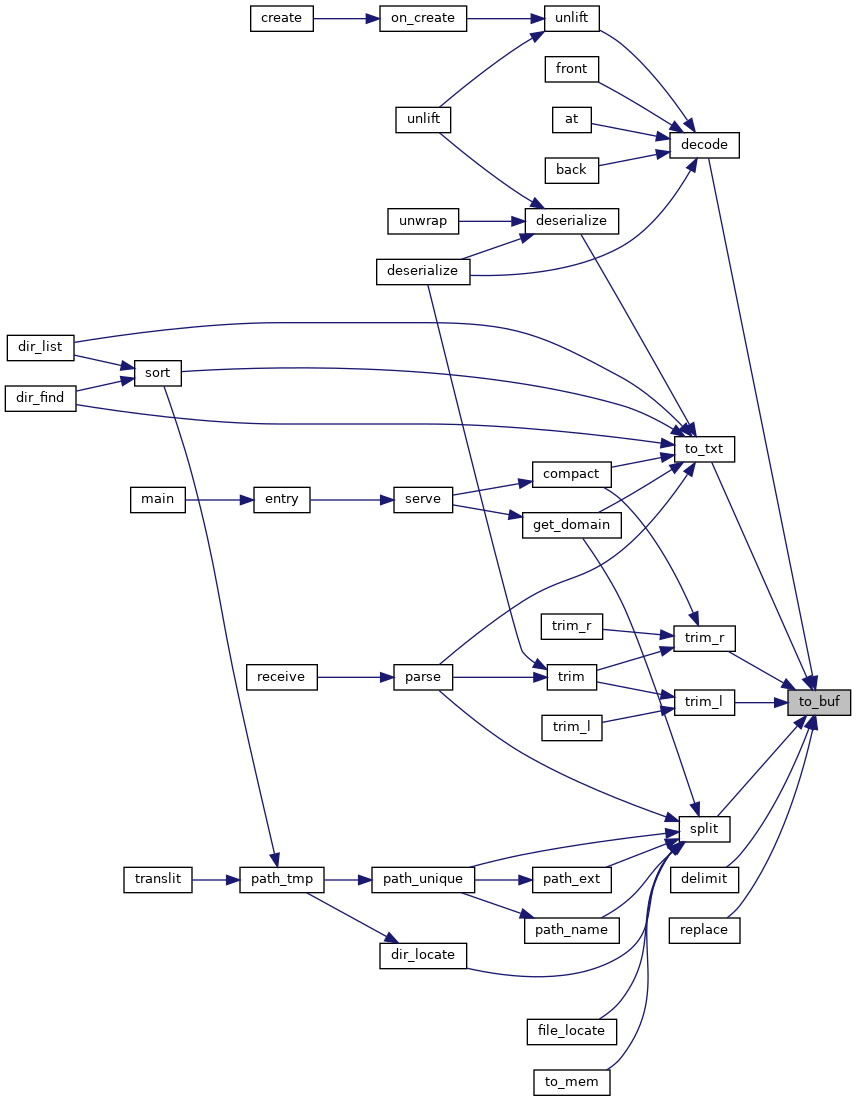 create
on_create
unlift
front
unlift
at
decode
back
unwrap
deserialize
deserialize
dir_list
sort
dir_find
to_txt
compact
main
entry
serve
get_domain
trim_r
trim_r
receive
parse
trim
trim_l
to_buf
trim_l
split
translit
path_tmp
path_unique
path_ext
delimit
path_name
replace
dir_locate
file_locate
to_mem